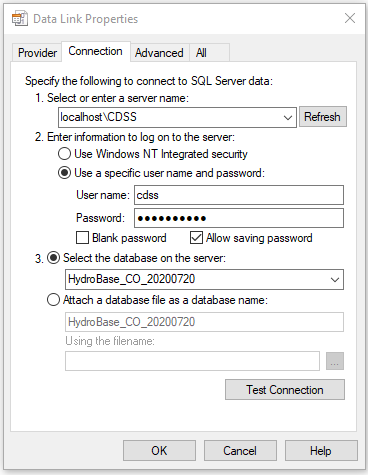 Data Link Properties
Provider Connection Advanced All
Specify the following to connect to SQL Server data:
1. Select or enter a server name:
localhost\CDSS Refresh
2. Enter information to log on to the server:
Use Windows NT Integrated security
Use a specific user name and password:
User name: cdss
Password: ●●●●●●●●●●
Blank password Allow saving password
3. Select the database on the server:
HydroBase_CO_20200720
Attach a database file as a database name:
HydroBase_CO_20200720
Using the filename:
...
Test Connection
OK Cancel Help